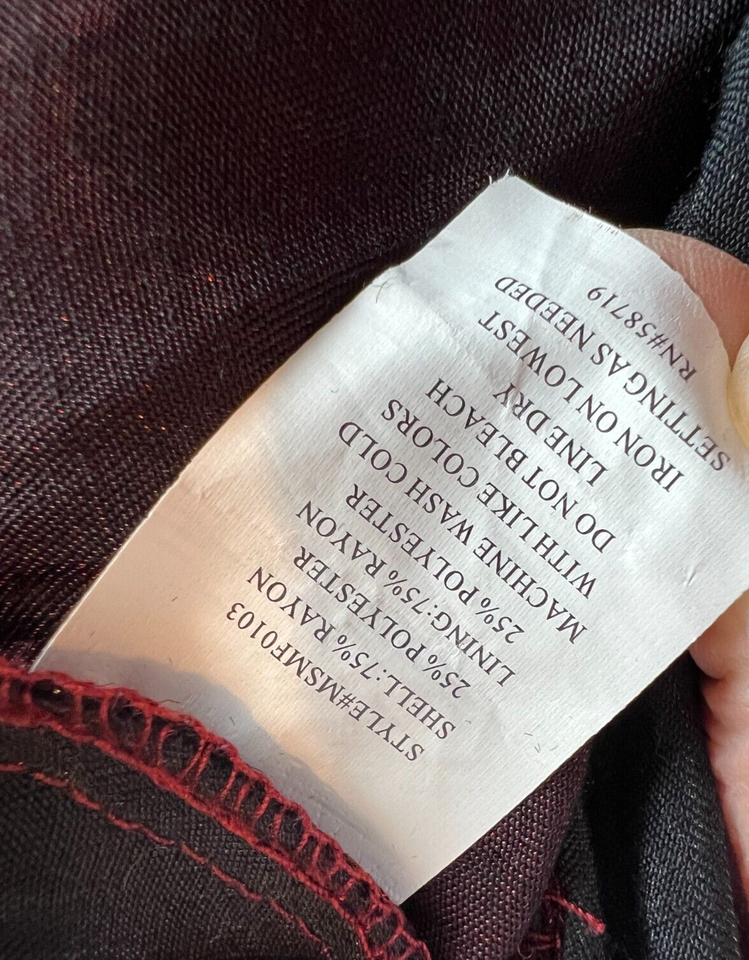 STYLE#MSMF0103
SHELL:75% RAYON
25% POLYESTER
LINING:75% RAYON
25% POLYESTER
MACHINE WASH COLD
WITH LIKE COLORS
DO NOT BLEACH
LINE DRY
IRON ON LOWEST
SETTING AS NEEDED
RN#58719